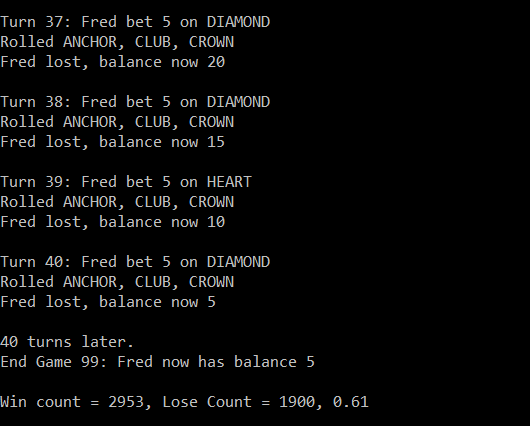 Turn 37: Fred bet 5 on DIAMOND
Rolled ANCHOR, CLUB, CROWN
Fred lost, balance now 20
Turn 38: Fred bet 5 on DIAMOND
Rolled ANCHOR, CLUB, CROWN
Fred lost, balance now 15
Turn 39: Fred bet 5 on HEART
Rolled ANCHOR, CLUB, CROWN
Fred lost, balance now 10
Turn 40: Fred bet 5 on DIAMOND
Rolled ANCHOR, CLUB, CROWN
Fred lost, balance now 5
40 turns later.
End Game 99: Fred now has balance 5
Win count = 2953, Lose Count = 1900, 0.61